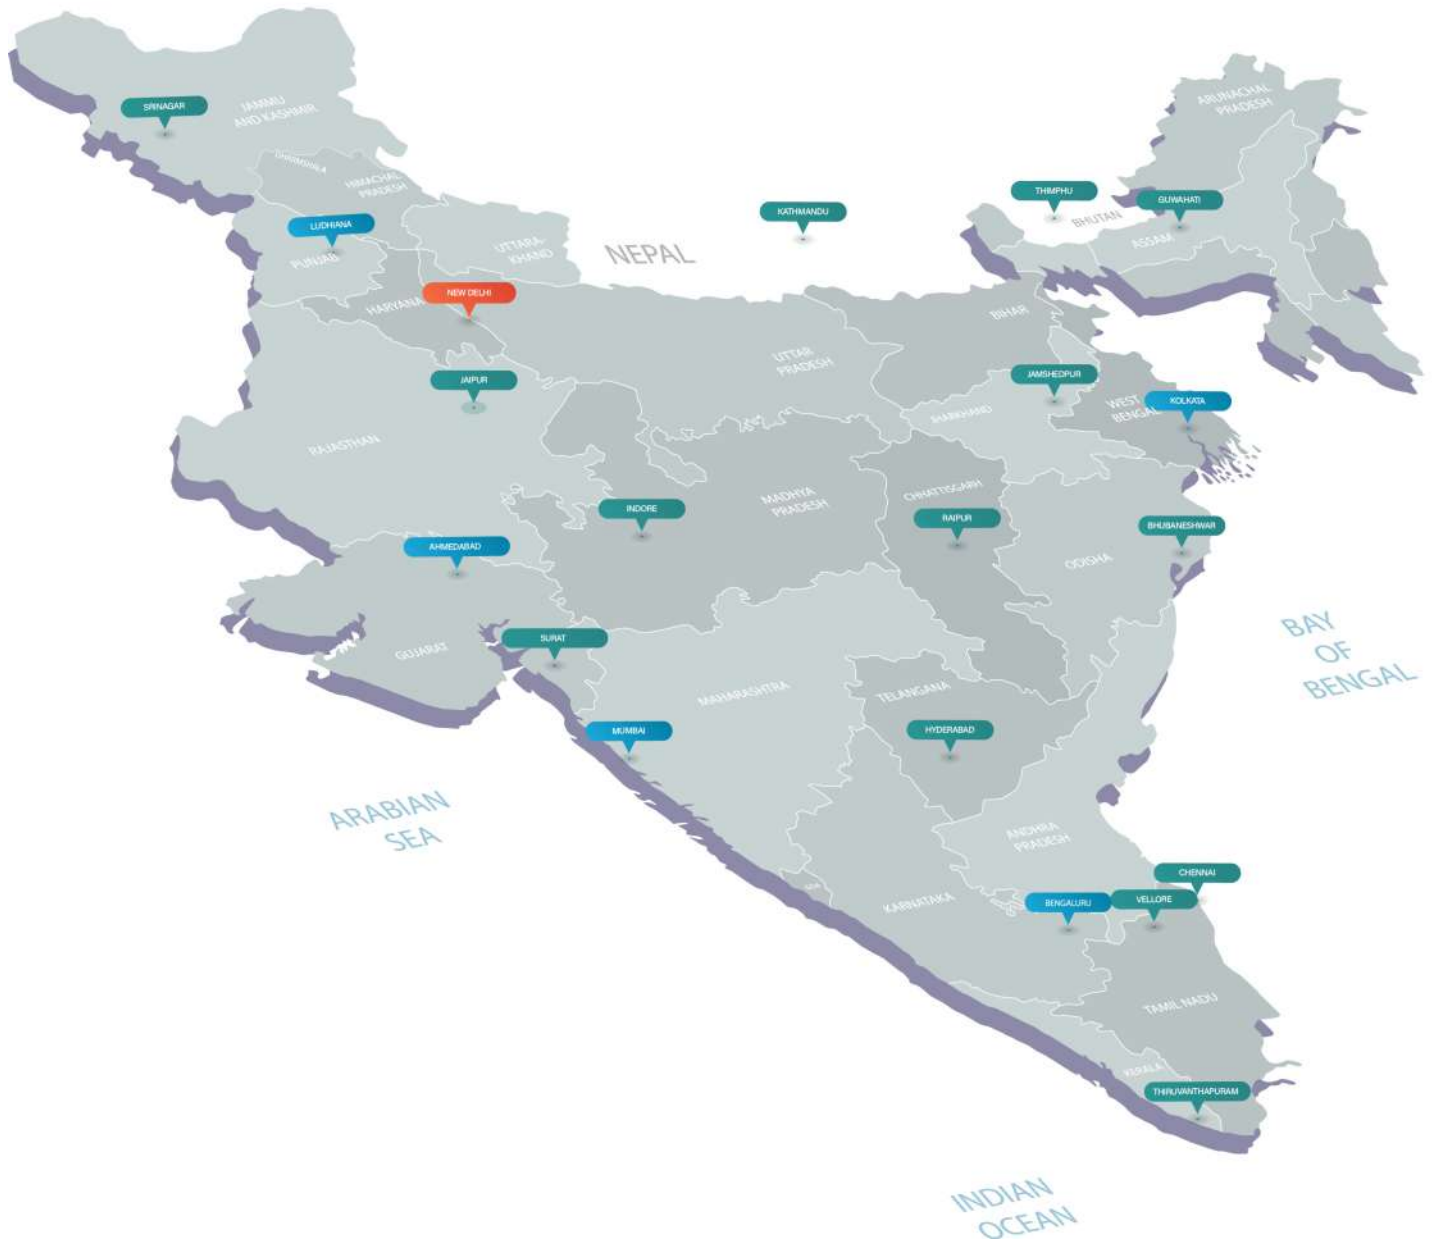 SRINAGAR
JAMMU
AND KASHMIR
DHRMSHLA
HIMACHAL
PRADESH
LUDHIANA
PUNJAB
UTTARA-
KHAND
NEPAL
KATHMANDU
THIMPHU
BHUTAN
GUWAHATI
ASSAM
ARUNACHAL
PRADESH
HARYANA
NEW DELHI
BIHAR
UTTAR
PRADESH
JAIPUR
JAMSHEDPUR
JHARKHAND
WEST
BENGAL
KOLKATA
RAJASTHAN
INDORE
MADHYA
PRADESH
CHHATTISGARH
RAIPUR
BHUBANESHWAR
ODISHA
AHMEDABAD
GUJARAT
SURAT
BAY
OF
BENGAL
MAHARASHTRA
TELANGANA
MUMBAI
HYDERABAD
ARABIAN
SEA
ANDHRA
PRADESH
CHENNAI
KARNATAKA
BENGALURU
VELLORE
TAMIL NADU
KERALA
THIRUVANTHAPURAM
INDIAN
OCEAN